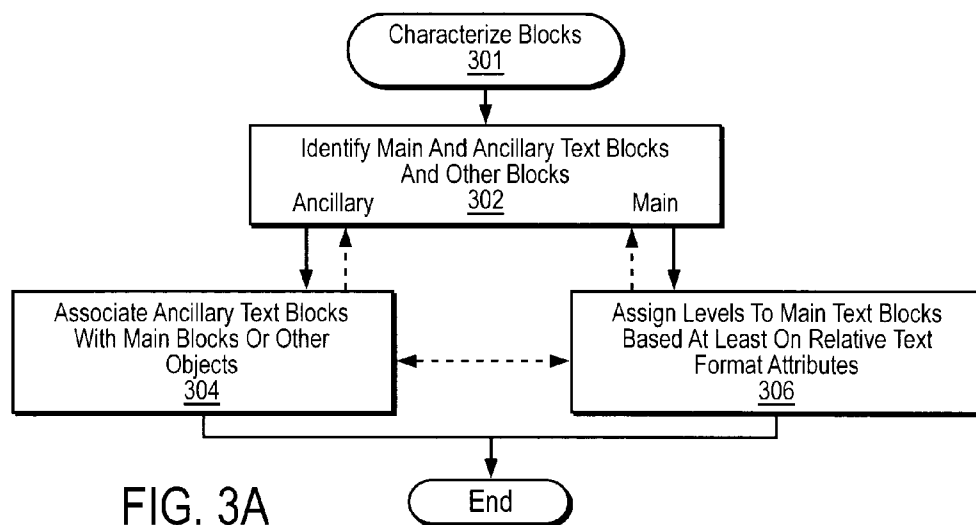 Characterize Blocks
301
Identify Main And Ancillary Text Blocks
And Other Blocks
302
Ancillary
Main
Associate Ancillary Text Blocks
With Main Blocks Or Other
Objects
304
Assign Levels To Main Text Blocks
Based At Least On Relative Text
Format Attributes
306
End
FIG. 3A